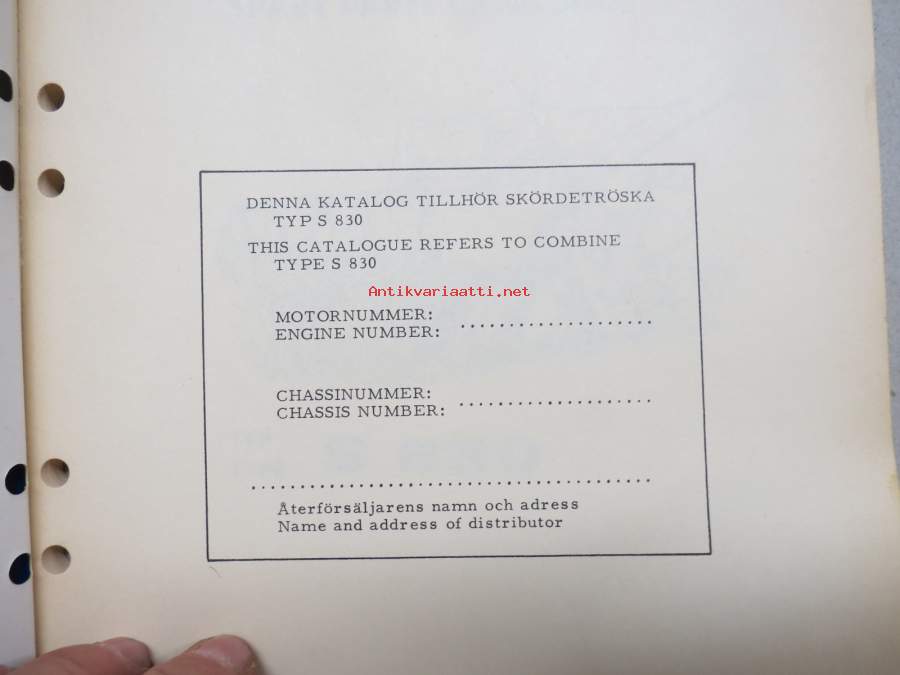 DENNA KATALOG TILLHÖR SKÖRDETRÖSKA
TYP S 830
THIS CATALOGUE REFERS TO COMBINE
TYPE S 830
Antikvariaatti.net
MOTORNUMMER:
ENGINE NUMBER: ....................
CHASSINUMMER:
CHASSIS NUMBER: ....................
..........................................
Återförsäljarens namn och adress
Name and address of distributor